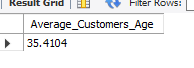 Result Grid Filter Rows:
Average_Customers_Age
35.4104